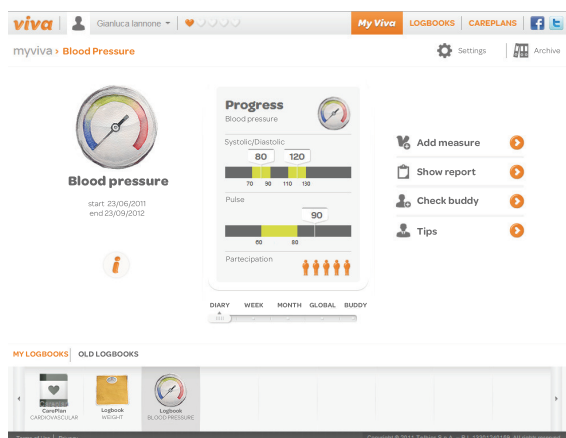 viva
Gianluca Iannone
My Viva
LOGBOOKS
CAREPLANS
myviva > Blood Pressure
Settings
Archive
Blood pressure
start 23/06/2011
end 23/09/2012
i
Progress
Blood pressure
Systolic/Diastolic
80 120
70 90 110 130
Pulse
90
60 80
Partecipation
DIARY WEEK MONTH GLOBAL BUDDY
Add measure
Show report
Check buddy
Tips
MY LOGBOOKS OLD LOGBOOKS
CarePlan
CARDIOVASCULAR
Logbook
WEIGHT
Logbook
BLOOD PRESSURE